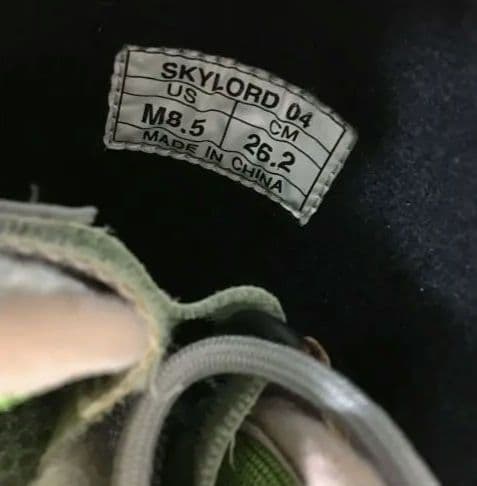 SKYLORD 04
US CM
M8.5 26.2
MADE IN CHINA